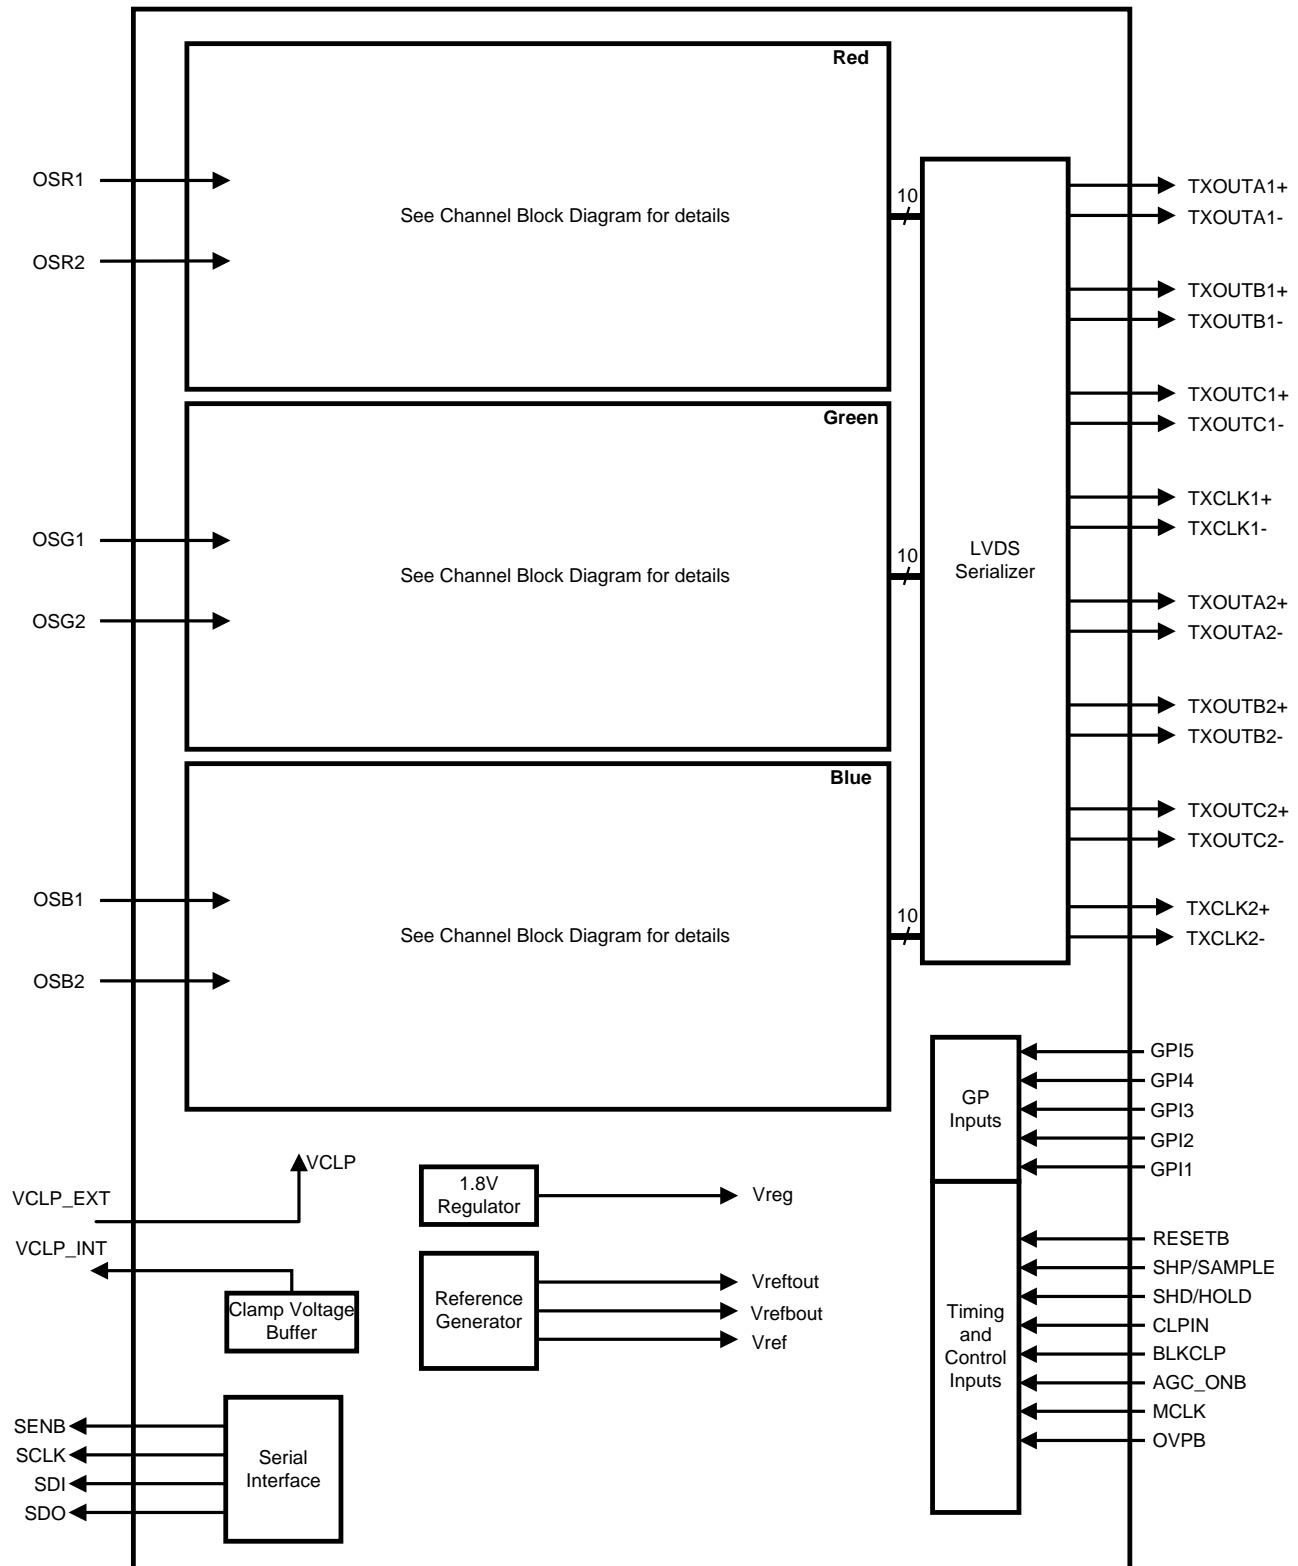 Red
OSR1
OSR2
See Channel Block Diagram for details
10
Green
OSG1
OSG2
See Channel Block Diagram for details
10
Blue
OSB1
OSB2
See Channel Block Diagram for details
10
LVDS
Serializer
TXOUTA1+
TXOUTA1-
TXOUTB1+
TXOUTB1-
TXOUTC1+
TXOUTC1-
TXCLK1+
TXCLK1-
TXOUTA2+
TXOUTA2-
TXOUTB2+
TXOUTB2-
TXOUTC2+
TXOUTC2-
TXCLK2+
TXCLK2-
GP
Inputs
GPI5
GPI4
GPI3
GPI2
GPI1
VCLP
VCLP_EXT
VCLP_INT
Clamp Voltage
Buffer
1.8V
Regulator
Vreg
Reference
Generator
Vreftout
Vrefbout
Vref
Timing
and
Control
Inputs
RESETB
SHP/SAMPLE
SHD/HOLD
CLPIN
BLKCLP
AGC_ONB
MCLK
OVPB
SENB
SCLK
SDI
SDO
Serial
Interface